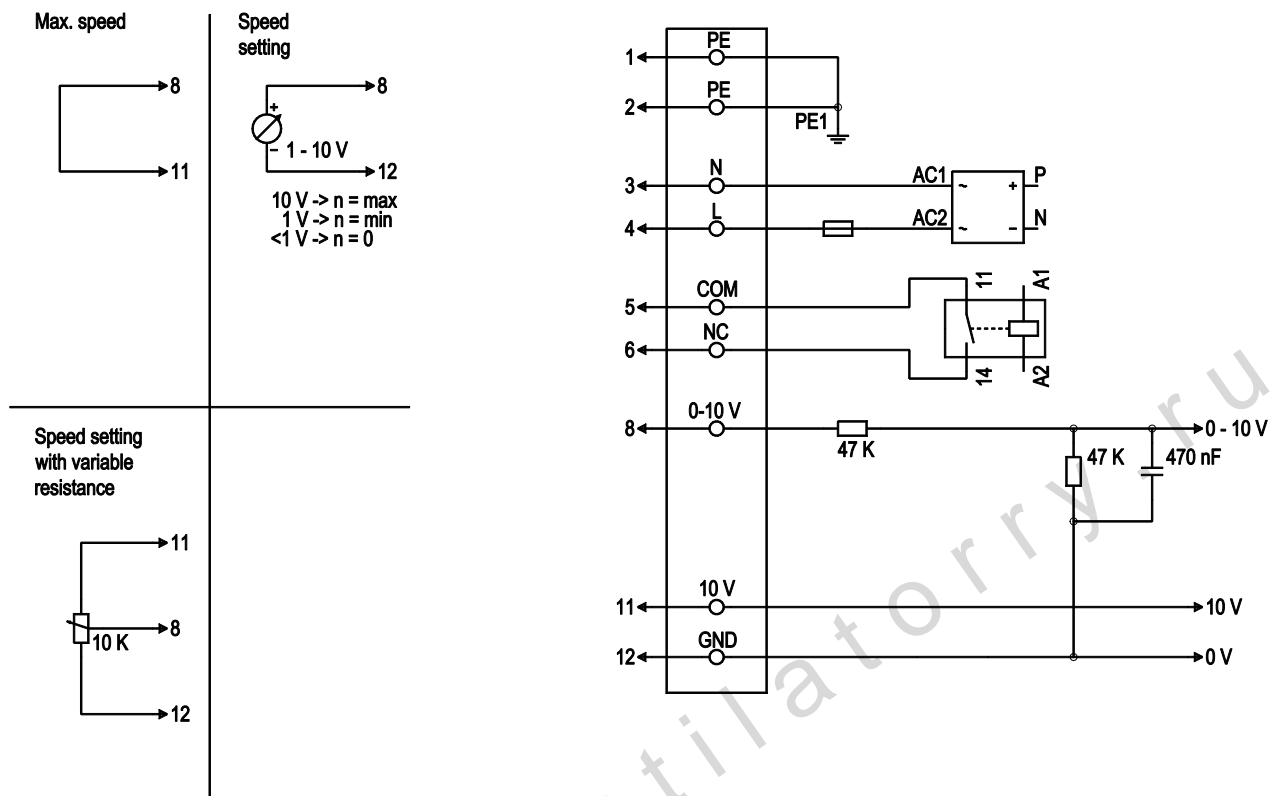 Max. speed
8
11
Speed
setting
8
+
− 1 - 10 V
12
10 V -> n = max
1 V -> n = min
<1 V -> n = 0
Speed setting
with variable
resistance
11
8
10 K
12
1 PE
2 PE
PE1
3 N AC1 ~ + P
4 L AC2 ~ − N
5 COM 11 A1
6 NC 14 A2
8 0-10 V 47 K 0 - 10 V
47 K 470 nF
11 10 V 10 V
12 GND 0 V
tilatorry.ru